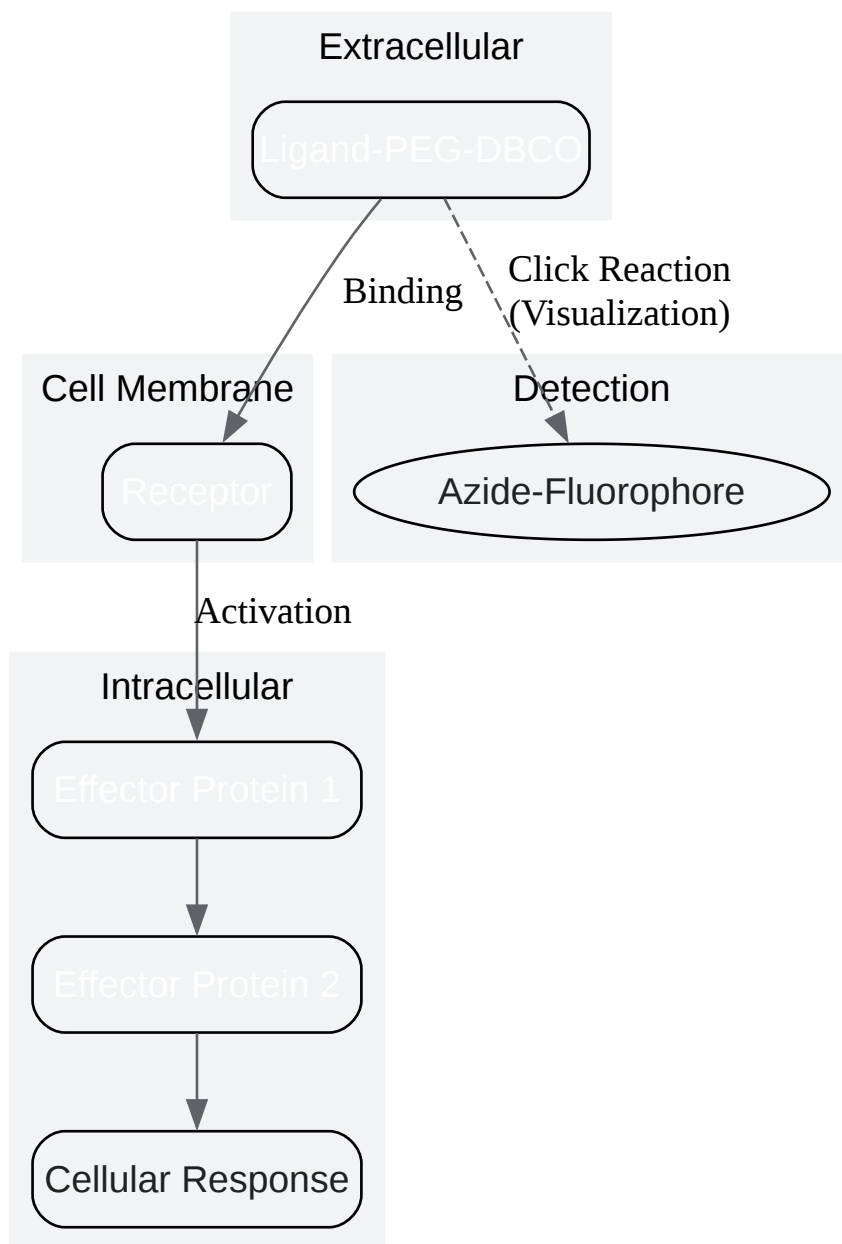 Extracellular
Ligand-PEG-DBCO
Binding
Click Reaction
(Visualization)
Cell Membrane
Receptor
Detection
Azide-Fluorophore
Activation
Intracellular
Effector Protein 1
Effector Protein 2
Cellular Response